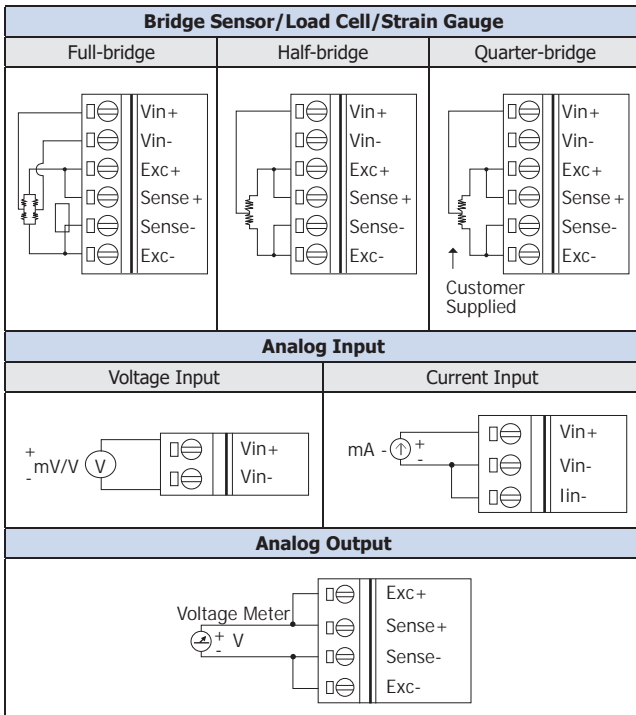 Bridge Sensor/Load Cell/Strain Gauge
Full-bridge
Half-bridge
Quarter-bridge
Vin+
Vin-
Exc+
Sense +
Sense-
Exc-
Vin+
Vin-
Exc+
Sense +
Sense-
Exc-
Vin+
Vin-
Exc+
Sense +
Sense-
Exc-
Customer
Supplied
Analog Input
Voltage Input
Current Input
+
mV/V
-
V
Vin+
Vin-
mA -
+
-
Vin+
Vin-
Iin-
Analog Output
Voltage Meter
+
V
-
Exc+
Sense+
Sense-
Exc-